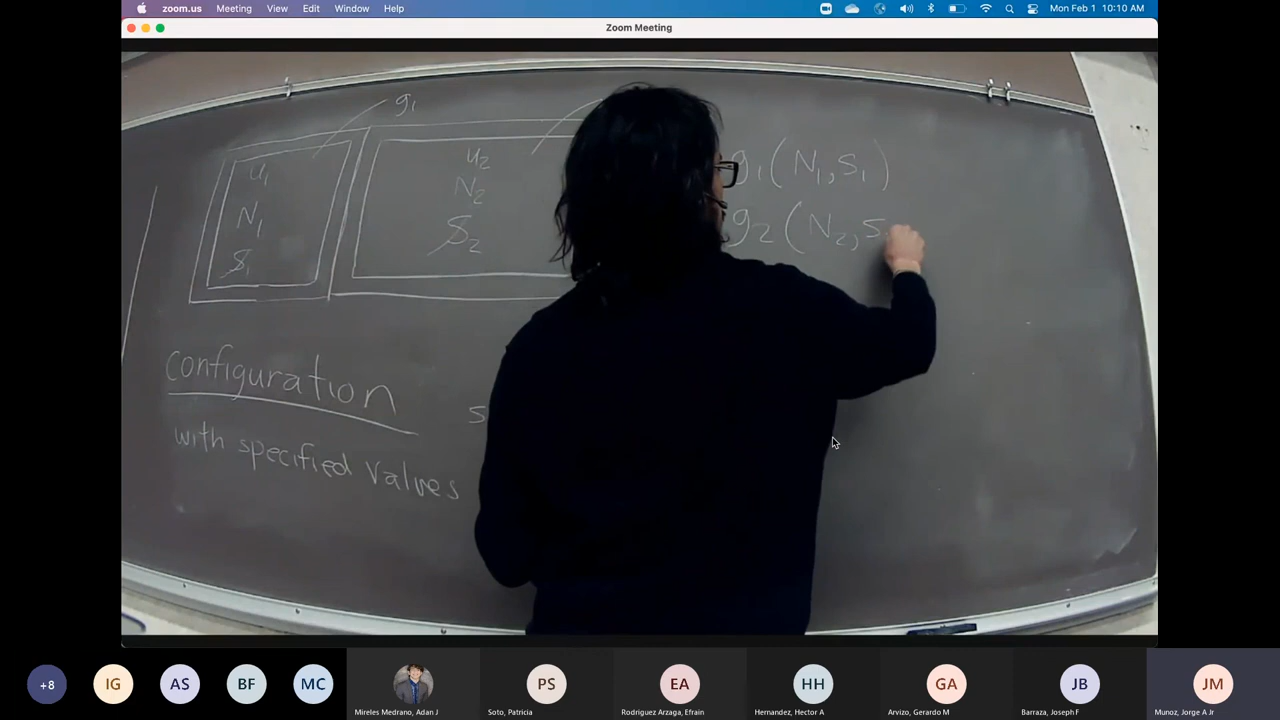 zoom.us Meeting View Edit Window Help Mon Feb 1 10:10 AM
Zoom Meeting
g1
u1
N1
S1
u2
N2
S2
g1(N1,S1)
g2(N2,S
configuration
with specified values
S
+8
IG
AS
BF
MC
PS
EA
HH
GA
JB
JM
Mireles Medrano, Adan J
Soto, Patricia
Rodriguez Arzaga, Efrain
Hernandez, Hector A
Arvizo, Gerardo M
Barraza, Joseph F
Munoz, Jorge A Jr